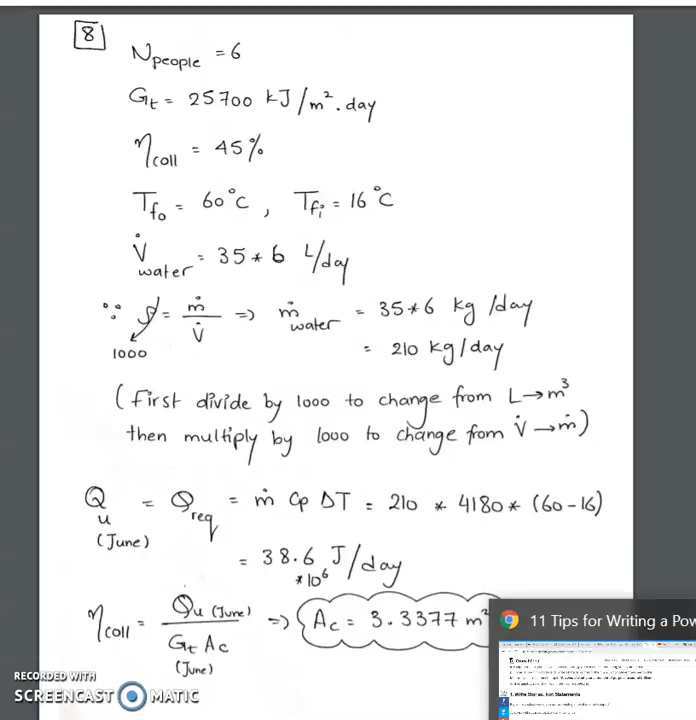 8
N people = 6
Gt = 25700 kJ/m². day
ηcoll = 45%
Tfo = 60°C , Tfi = 16°C
V̇ water = 35 * 6 L/day
∵ ρ = ṁ/V̇ => ṁ water = 35*6 kg /day
1000
= 210 kg/day
(First divide by 1000 to change from L→m³
then multiply by 1000 to change from V̇→ṁ)
Qu (June) = Qreq = ṁ Cp ΔT = 210 * 4180 * (60-16)
= 38.6 *10⁶ J/day
ηcoll = Qu (June) / Gt Ac (June) => Ac = 3.3377 m²
11 Tips for Writing a Pow
RECORDED WITH
SCREENCAST O MATIC